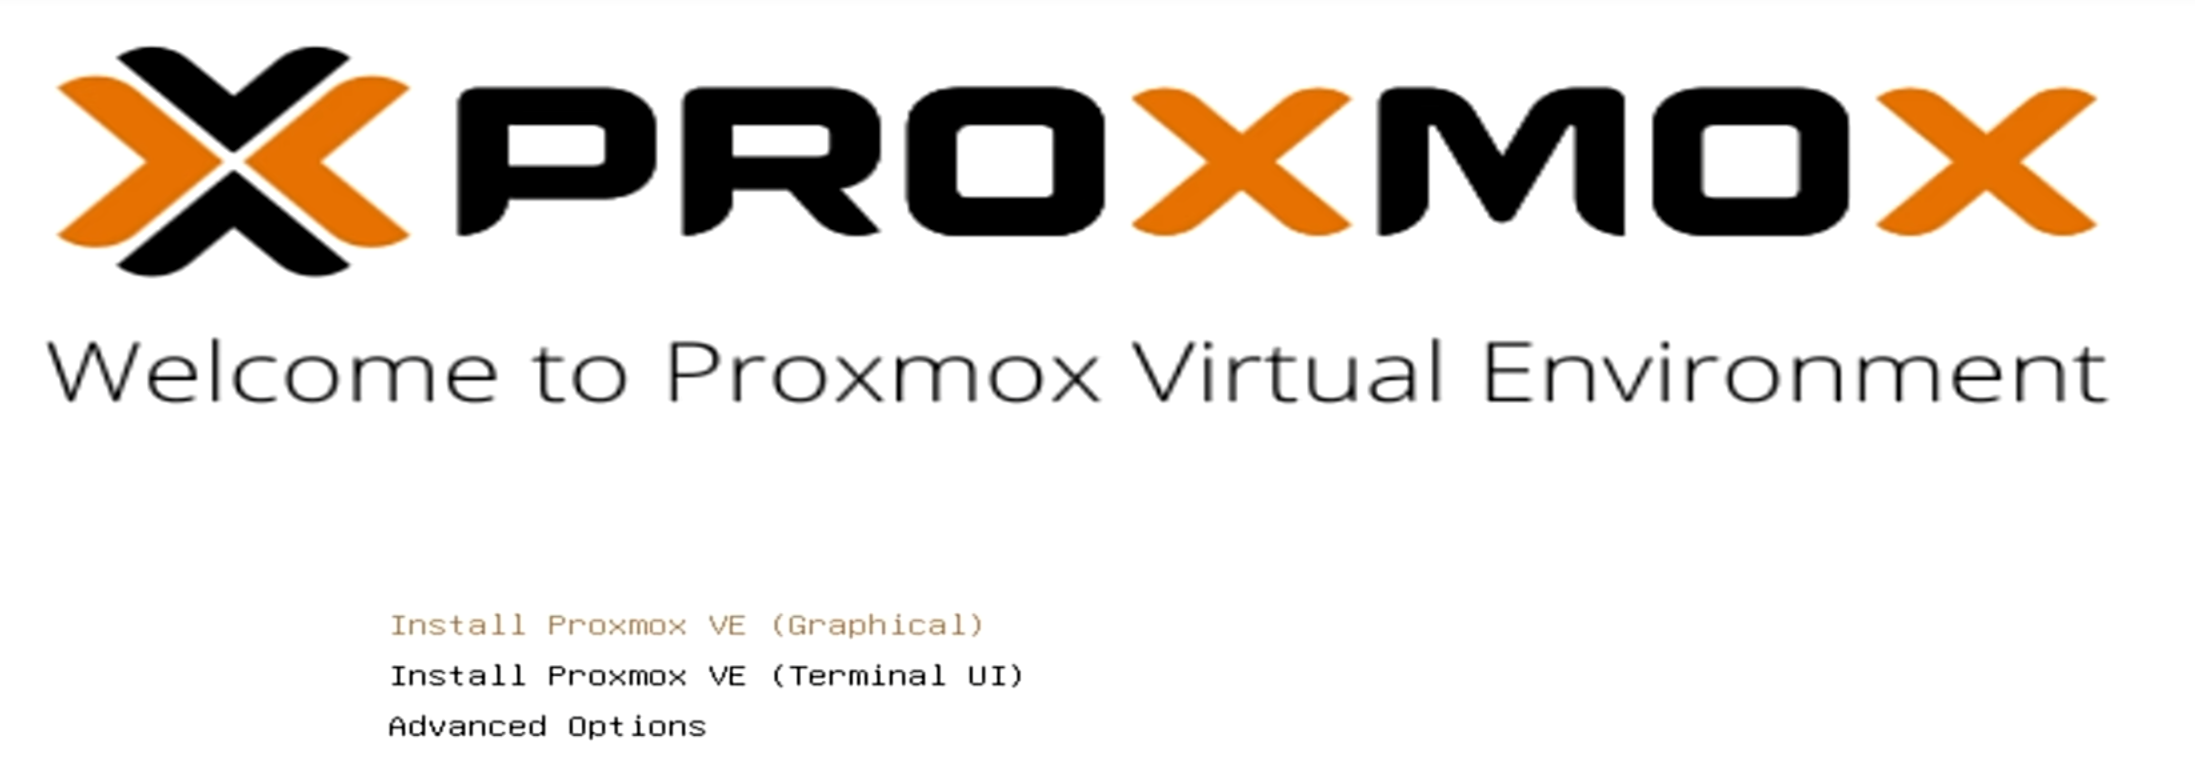 PROXMOX
Welcome to Proxmox Virtual Environment
Install Proxmox VE (Graphical)
Install Proxmox VE (Terminal UI)
Advanced Options